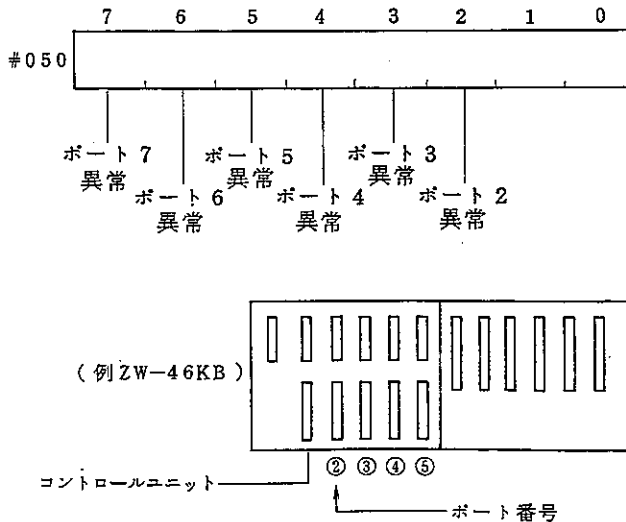 7 6 5 4 3 2 1 0
#050
ポート7 異常
ポート6 異常
ポート5 異常
ポート4 異常
ポート3 異常
ポート2 異常
(例ZW-46KB)
② ③ ④ ⑤
コントロールユニット
ポート番号